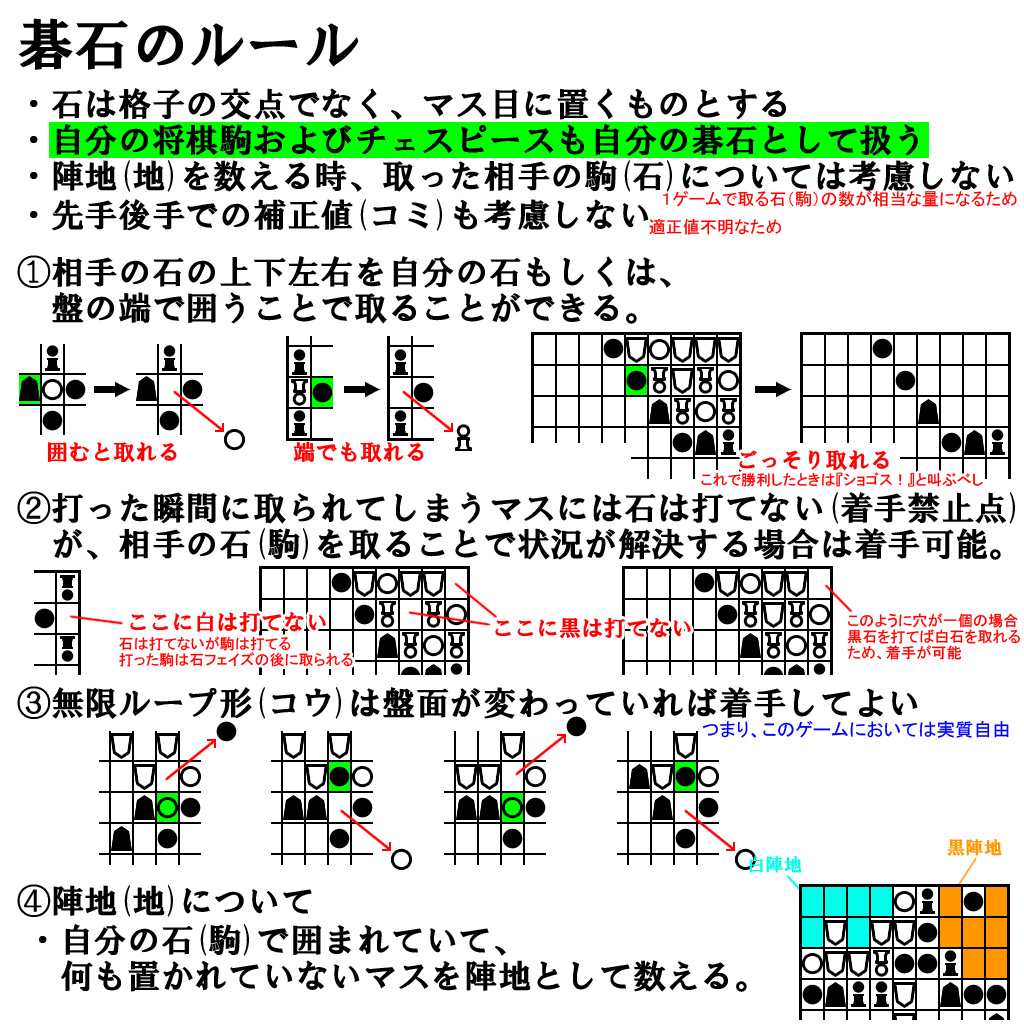 碁石のルール
・石は格子の交点でなく、マス目に置くものとする
・自分の将棋駒およびチェスピースも自分の碁石として扱う
・陣地(地)を数える時、取った相手の駒(石)については考慮しない
1ゲームで取る石(駒)の数が相当な量になるため
・先手後手での補正値(コミ)も考慮しない
適正値不明なため
①相手の石の上下左右を自分の石もしくは、
盤の端で囲うことで取ることができる。
囲むと取れる
端でも取れる
ごっそり取れる
これで勝利したときは『ショゴス!』と叫ぶべし
②打った瞬間に取られてしまうマスには石は打てない(着手禁止点)
が、相手の石(駒)を取ることで状況が解決する場合は着手可能。
ここに白は打てない
石は打てないが駒は打てる
打った駒は石フェイズの後に取られる
ここに黒は打てない
このように穴が一個の場合
黒石を打てば白石を取れる
ため、着手が可能
③無限ループ形(コウ)は盤面が変わっていれば着手してよい
つまり、このゲームにおいては実質自由
④陣地(地)について
・自分の石(駒)で囲まれていて、
何も置かれていないマスを陣地として数える。
白陣地
黒陣地